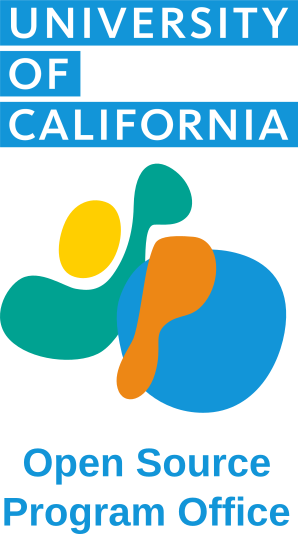 UNIVERSITY
OF
CALIFORNIA
Open Source
Program Office